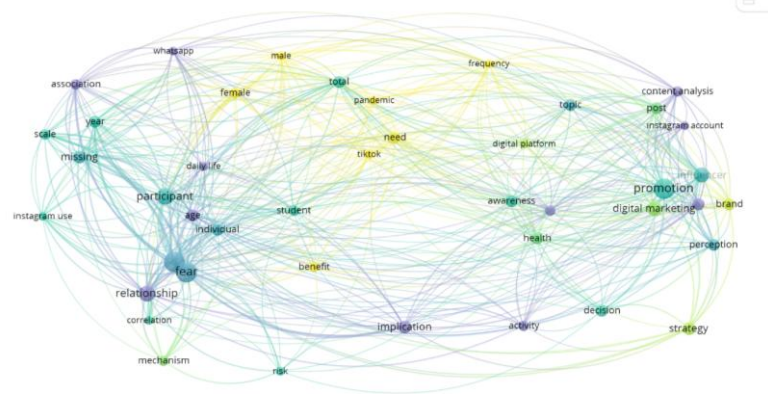 whatsapp
male
frequency
association
total
content analysis
female
pandemic
topic
post
year
instagram account
scale
need
digital platform
missing
tiktok
daily life
influencer
promotion
participant
awareness
brand
digital marketing
student
age
instagram use
individual
health
perception
fear
benefit
relationship
decision
correlation
implication
activity
strategy
mechanism
risk